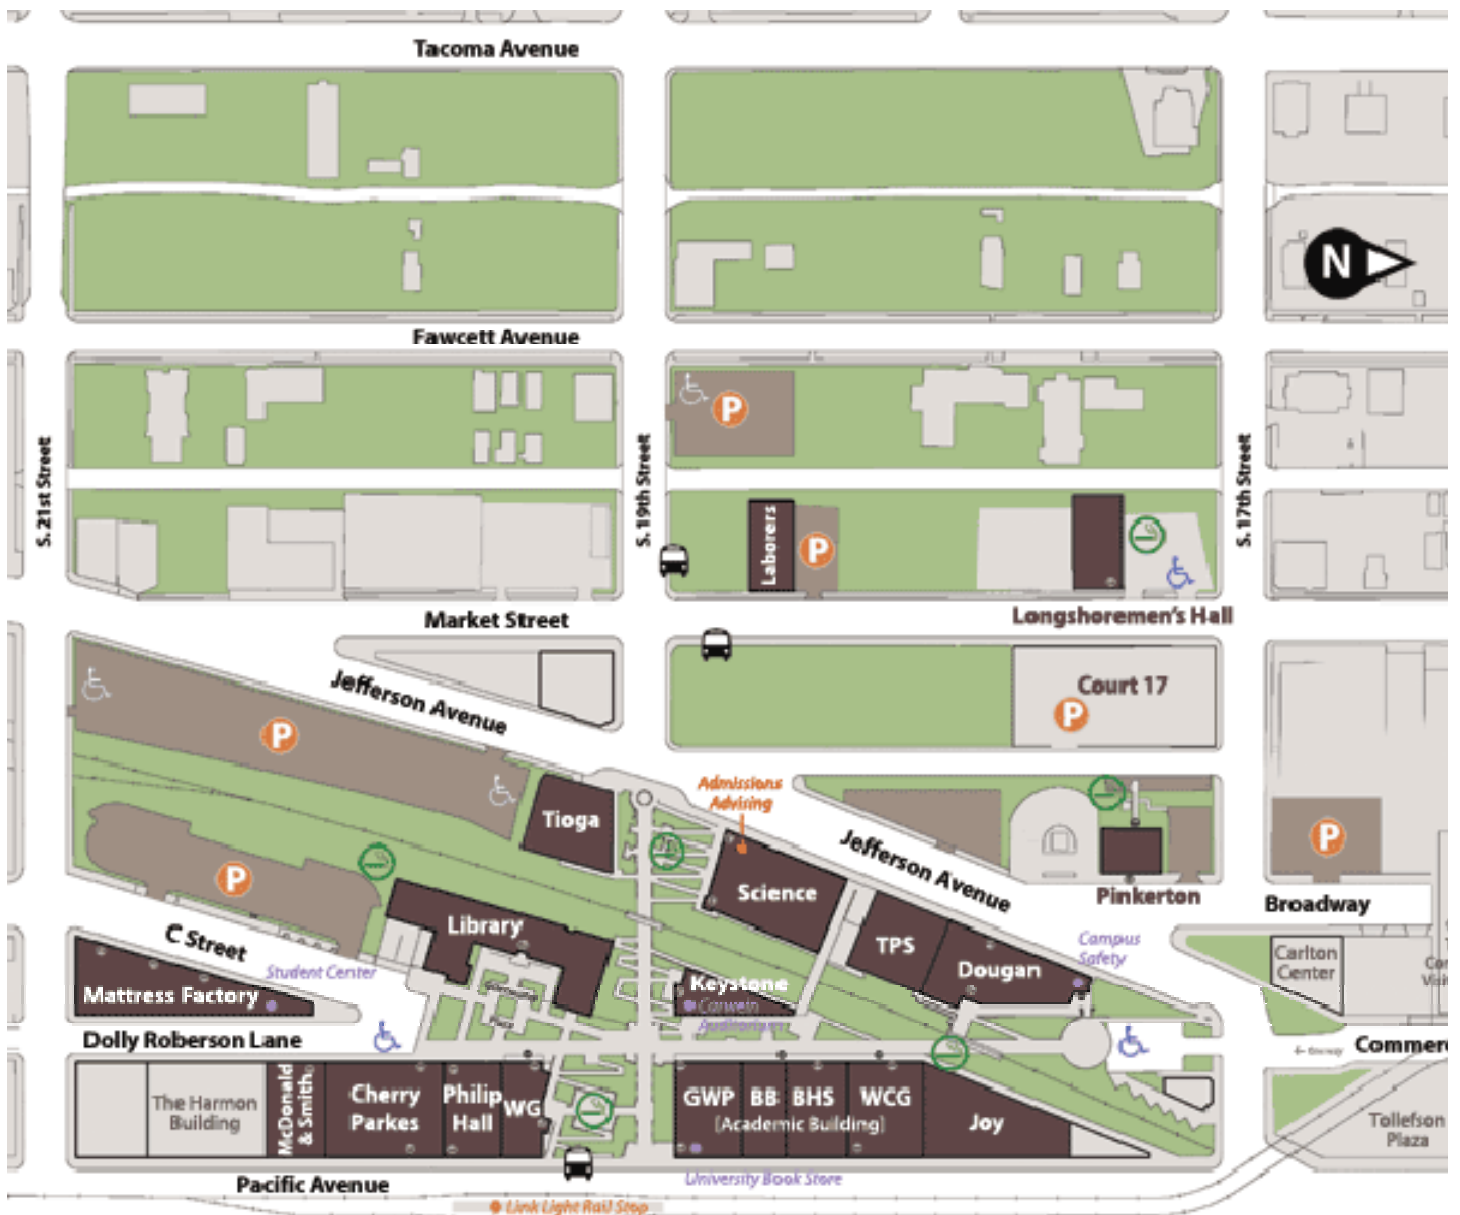 Tacoma Avenue
N
Fawcett Avenue
P
S. 21st Street
S. 19th Street
S. 17th Street
Laborers
P
Market Street
Longshoremen's Hall
Jefferson Avenue
Court 17
P
P
Admissions
Advising
Tioga
Jefferson Avenue
P
P
Science
Pinkerton
Broadway
Library
C Street
TPS
Campus
Safety
Carlton
Center
Student Center
Dougan
Mattress Factory
Keystone
Carwein
Auditorium
Dolly Roberson Lane
Commerc
The Harmon
Building
McDonald
& Smith
Cherry
Parkes
Philip
Hall
WG
GWP
BB
BHS
WCG
[Academic Building]
Joy
Tollefson
Plaza
Pacific Avenue
University Book Store
Link Light Rail Stop